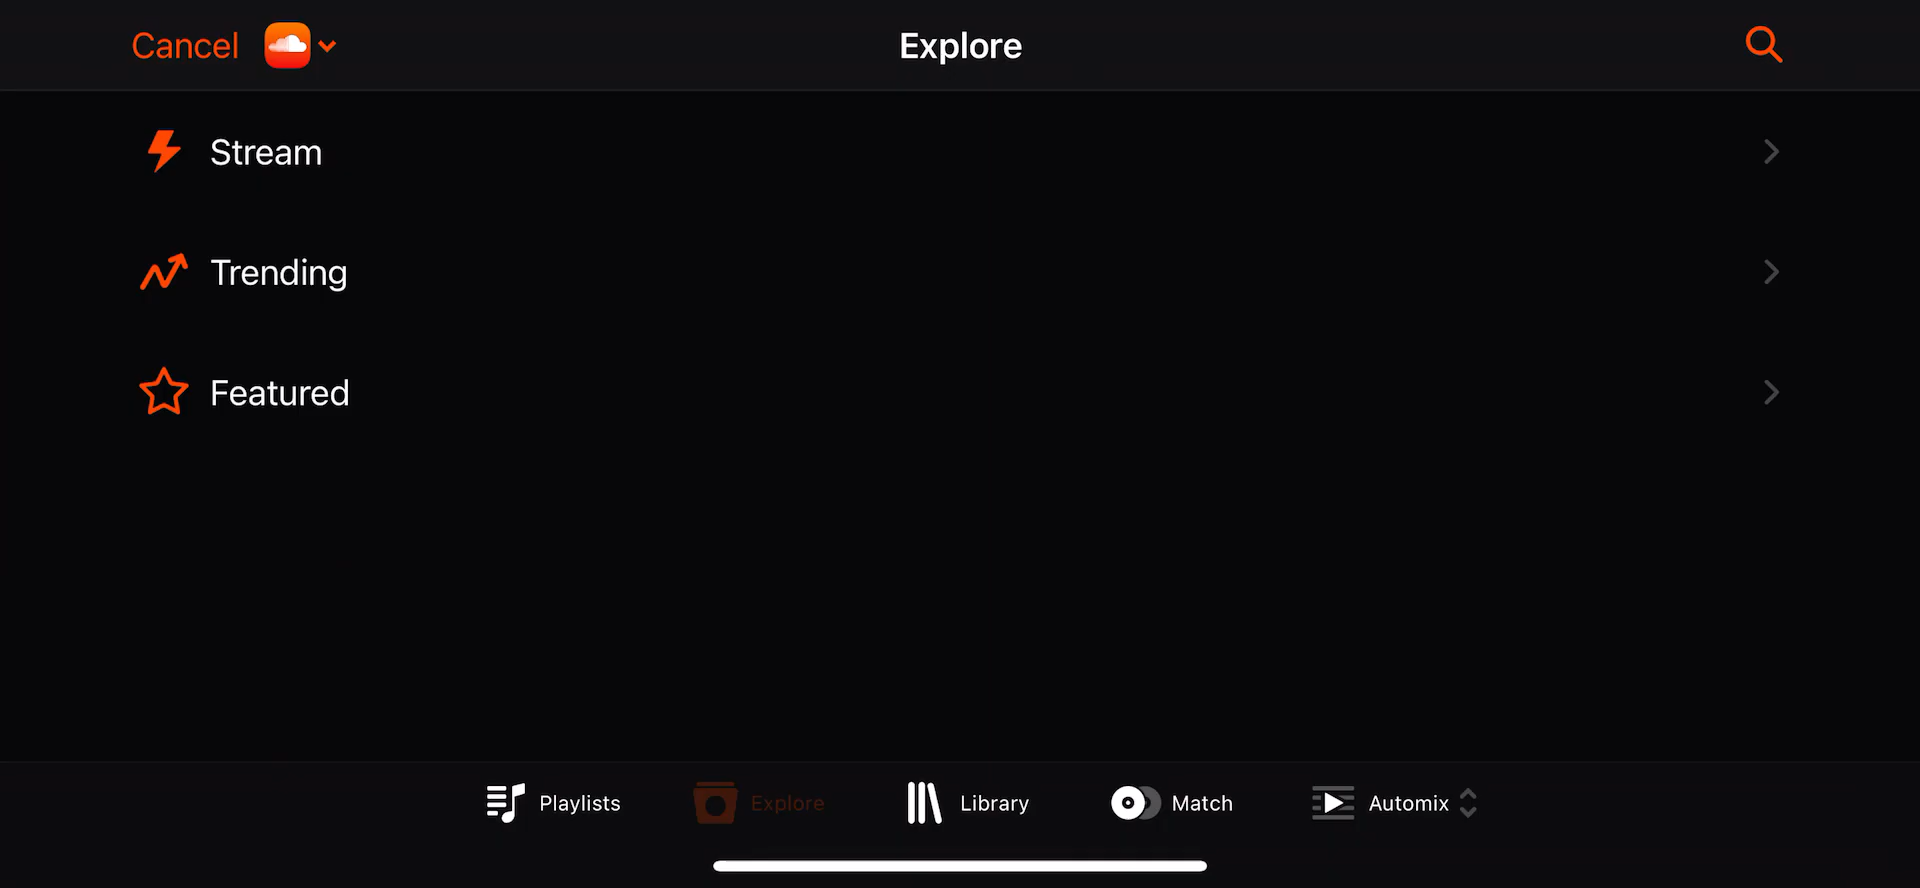 Cancel
Explore
Stream
Trending
Featured
Playlists
Explore
Library
Match
Automix